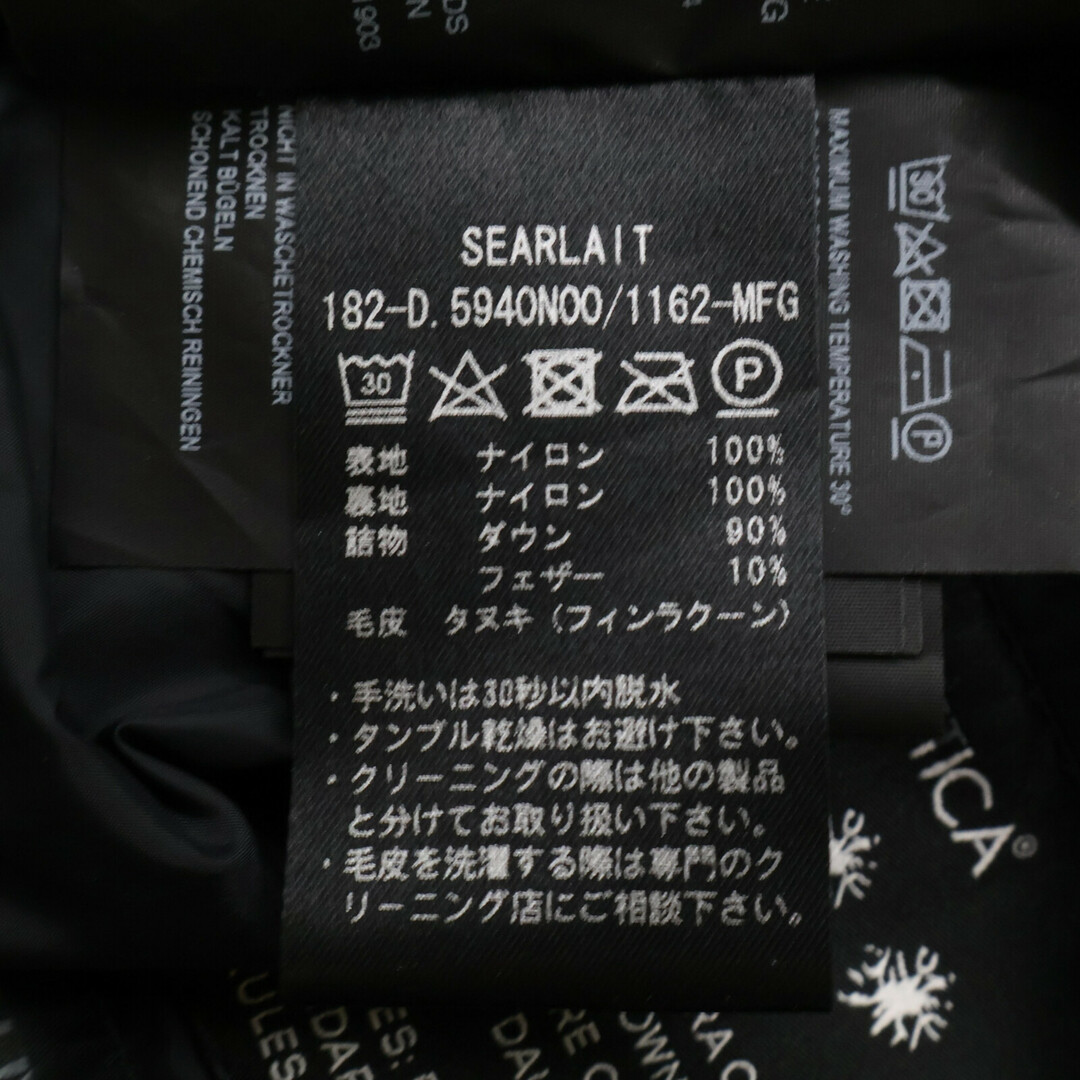 SEARLAIT
182-D. 5940N00/1162-MFG
30 P
表地 ナイロン 100%
裏地 ナイロン 100%
詰物 ダウン 90%
フェザー 10%
毛皮 タヌキ (フィンラクーン)
・手洗いは30秒以内脱水
・タンブル乾燥はお避け下さい。
・クリーニングの際は他の製品
と分けてお取り扱い下さい。
・毛皮を洗濯する際は専門のク
リーニング店にご相談下さい。
NICHT IN WASCHETROCKNER
TROCKNEN
KALT BÜGELN
SCHONEND CHEMISCH REININGEN
30 P
MAXIMUM WASHING TEMPERATURE 30°
TICA®